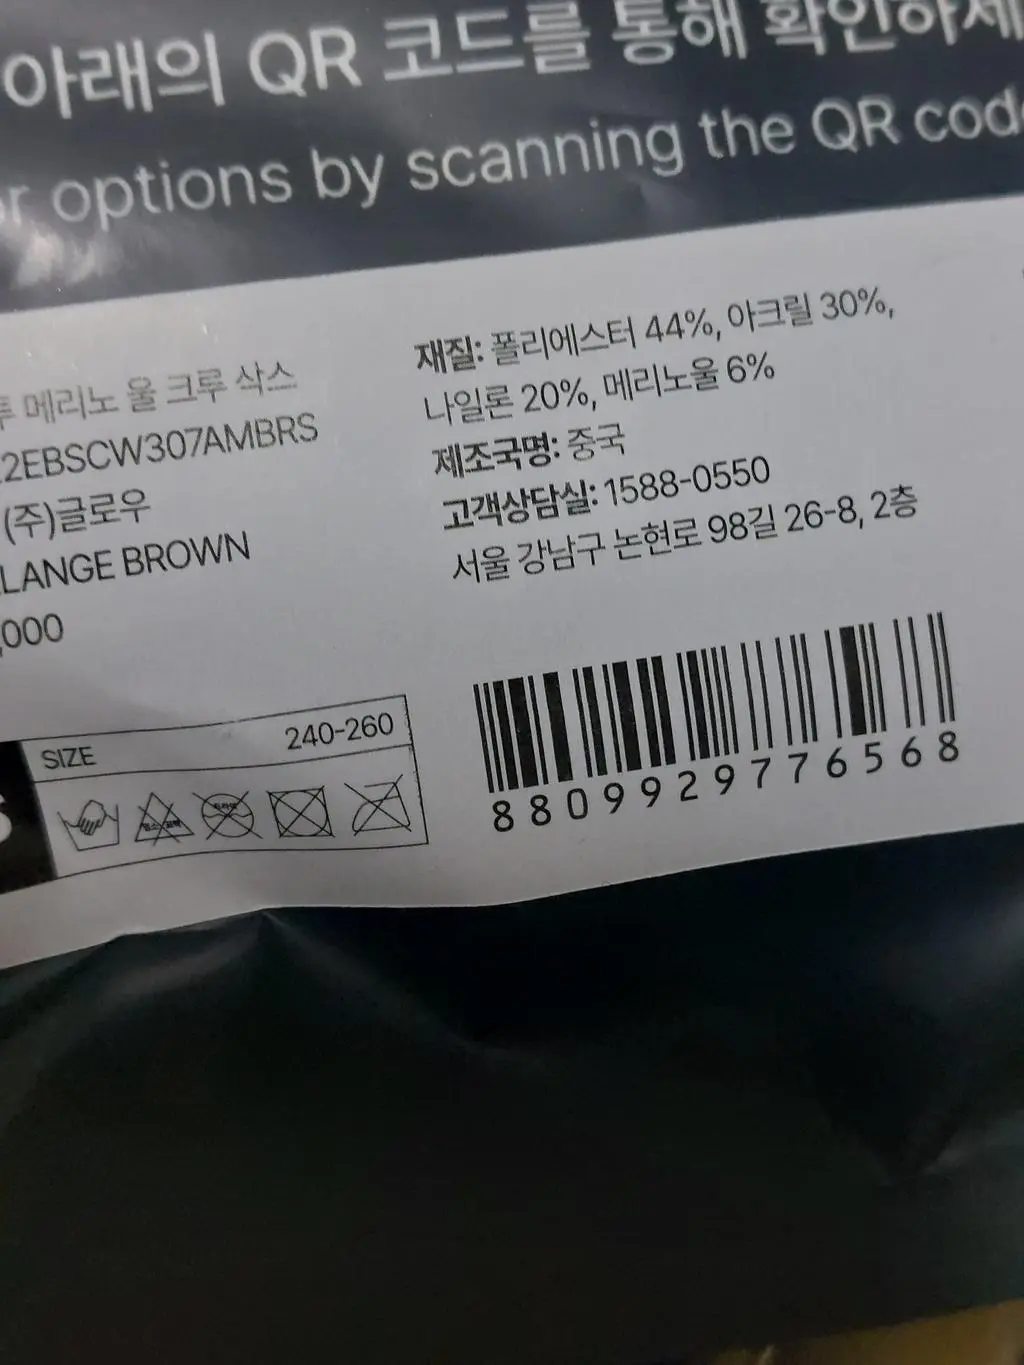 아래의 QR 코드를 통해 확인하세
r options by scanning the QR cod
메리노 울 크루 삭스
2EBSCW307AMBRS
(주)글로우
LANGE BROWN
,000
재질: 폴리에스터 44%, 아크릴 30%,
나일론 20%, 메리노울 6%
제조국명: 중국
고객상담실: 1588-0550
서울 강남구 논현로 98길 26-8, 2층
SIZE 240-260
8809929776568